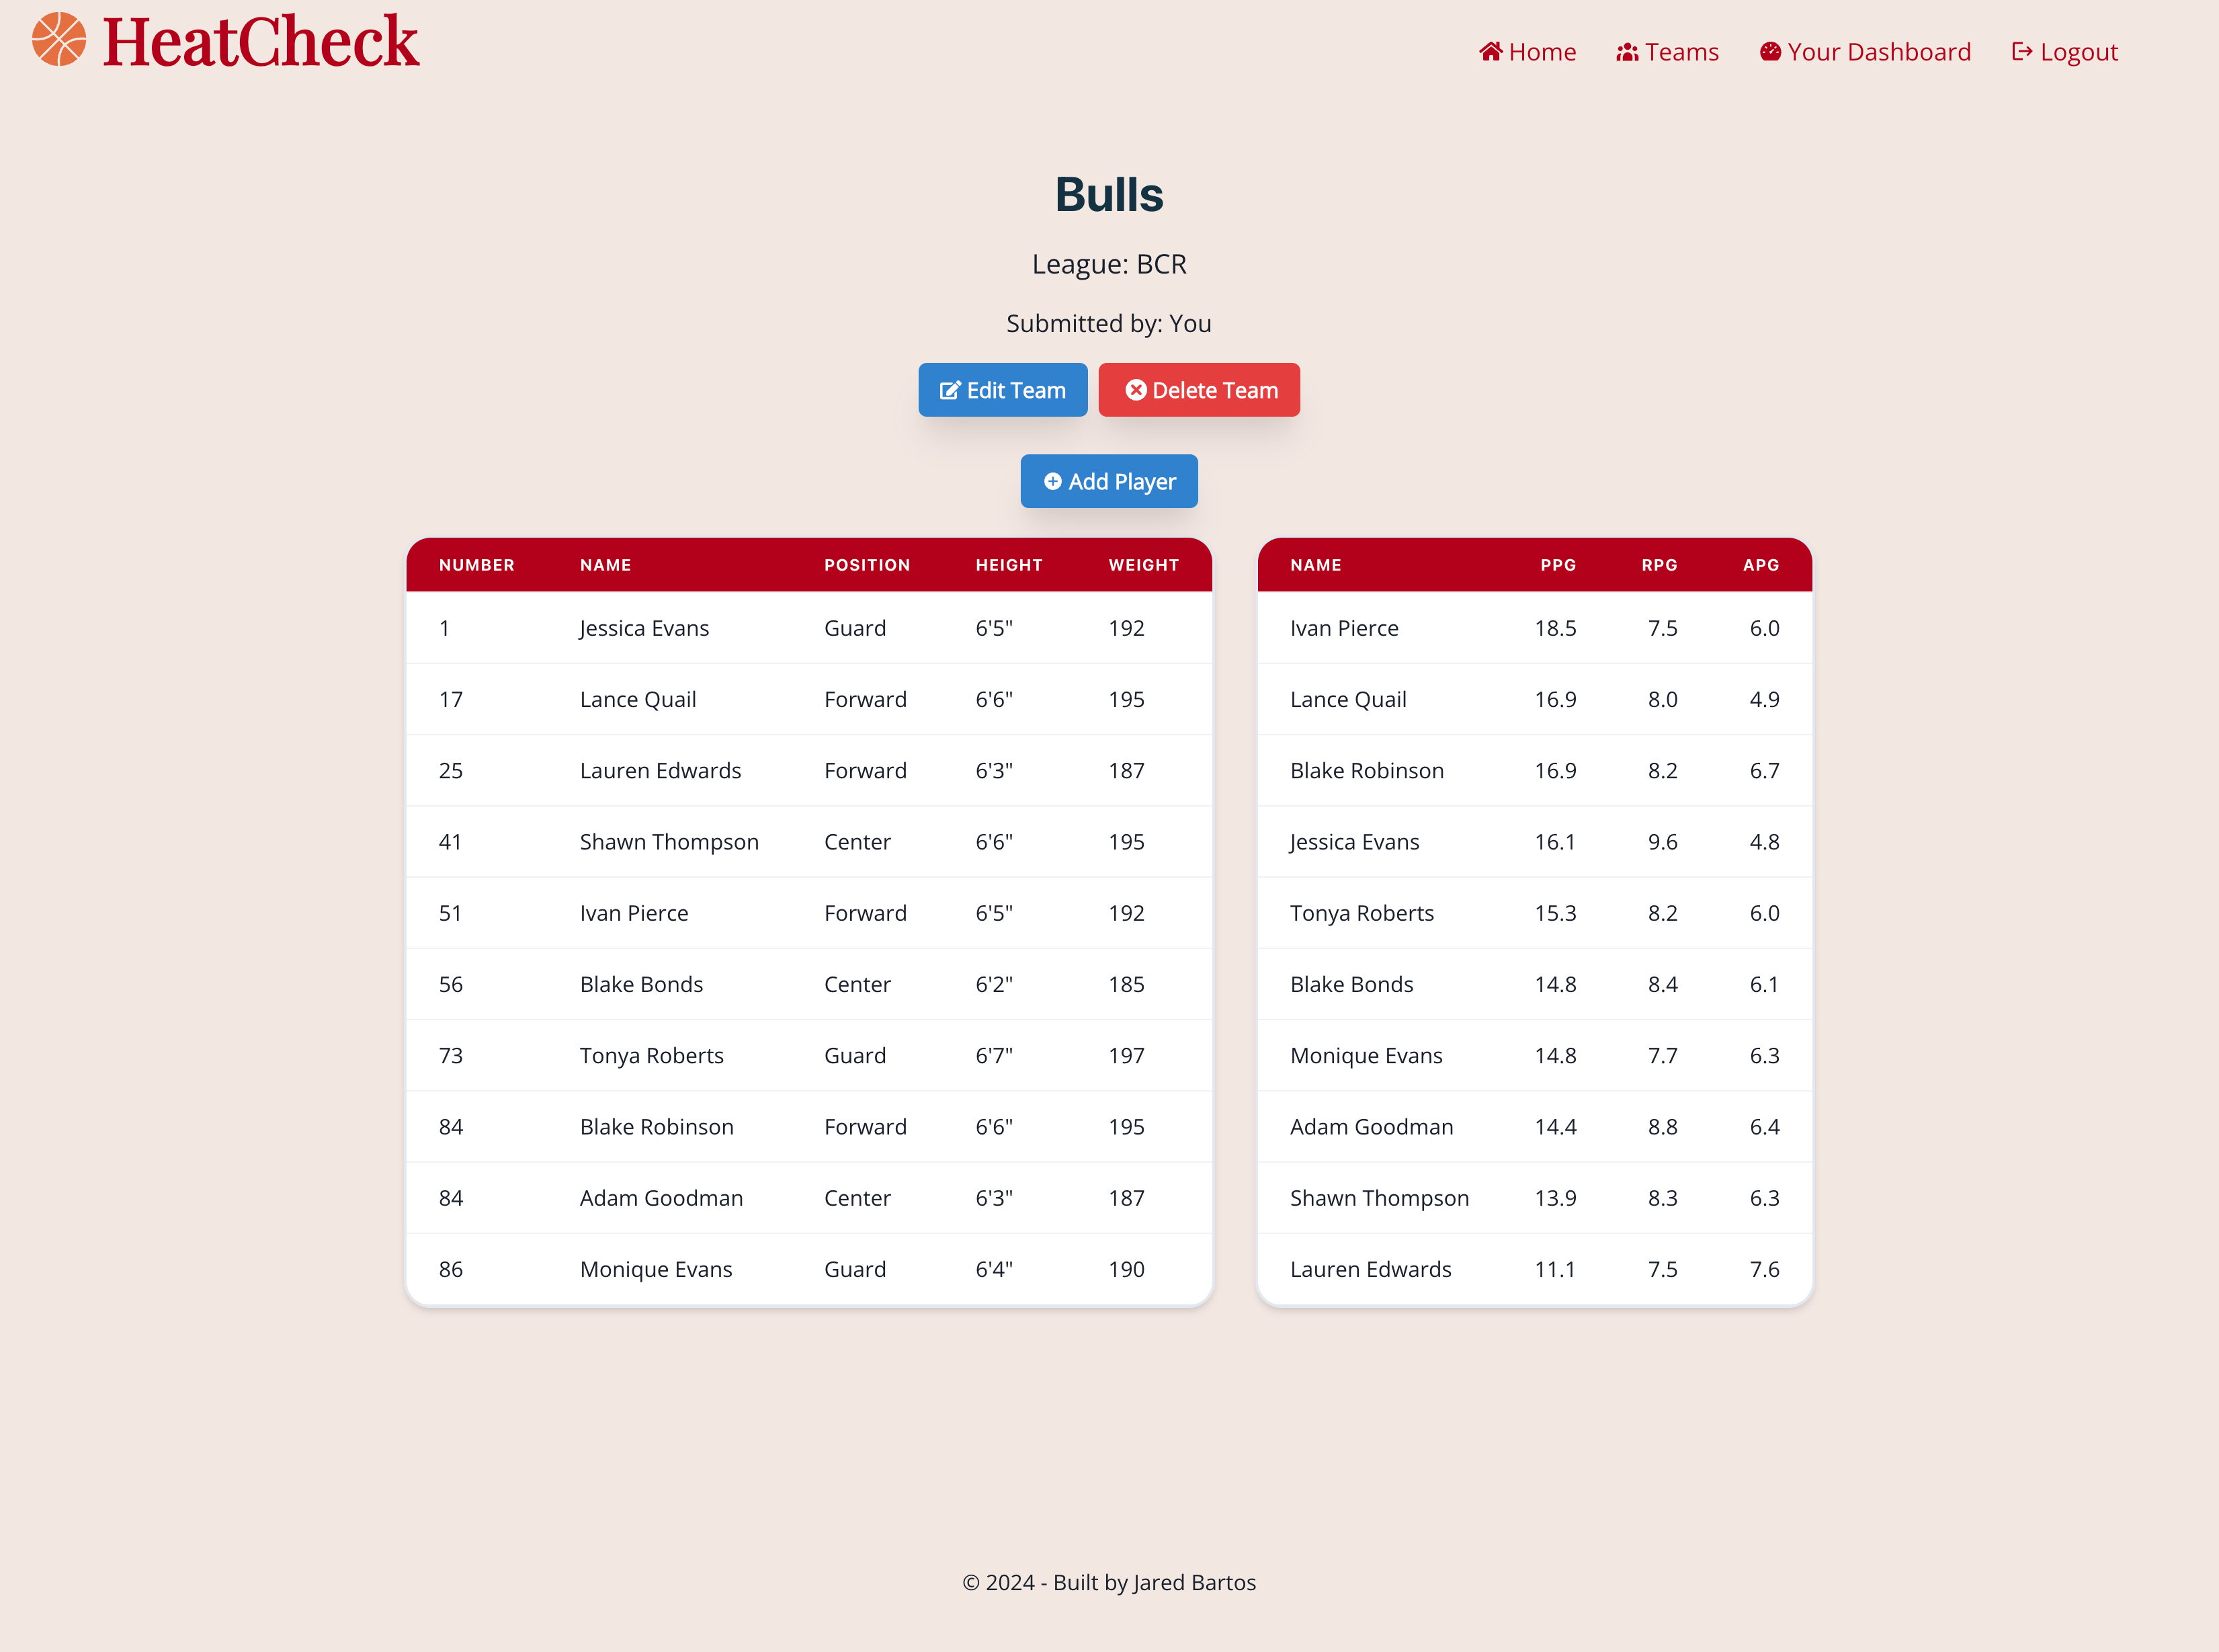 HeatCheck
Home Teams Your Dashboard Logout
Bulls
League: BCR
Submitted by: You
Edit Team Delete Team
Add Player
NUMBER NAME POSITION HEIGHT WEIGHT
1 Jessica Evans Guard 6'5" 192
17 Lance Quail Forward 6'6" 195
25 Lauren Edwards Forward 6'3" 187
41 Shawn Thompson Center 6'6" 195
51 Ivan Pierce Forward 6'5" 192
56 Blake Bonds Center 6'2" 185
73 Tonya Roberts Guard 6'7" 197
84 Blake Robinson Forward 6'6" 195
84 Adam Goodman Center 6'3" 187
86 Monique Evans Guard 6'4" 190
NAME PPG RPG APG
Ivan Pierce 18.5 7.5 6.0
Lance Quail 16.9 8.0 4.9
Blake Robinson 16.9 8.2 6.7
Jessica Evans 16.1 9.6 4.8
Tonya Roberts 15.3 8.2 6.0
Blake Bonds 14.8 8.4 6.1
Monique Evans 14.8 7.7 6.3
Adam Goodman 14.4 8.8 6.4
Shawn Thompson 13.9 8.3 6.3
Lauren Edwards 11.1 7.5 7.6
© 2024 - Built by Jared Bartos